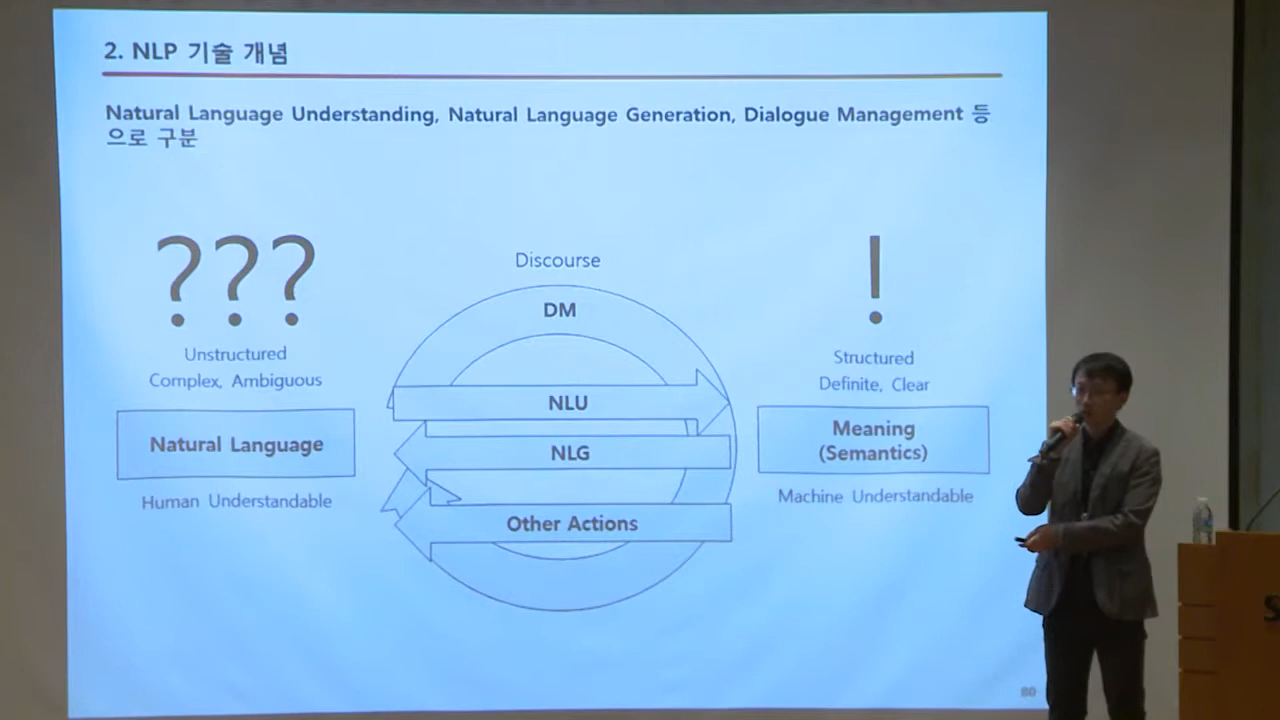 2. NLP 기술 개념
Natural Language Understanding, Natural Language Generation, Dialogue Management 등
으로 구분
???
Unstructured
Complex, Ambiguous
Natural Language
Human Understandable
Discourse
DM
NLU
NLG
Other Actions
!
Structured
Definite, Clear
Meaning
(Semantics)
Machine Understandable
80
S